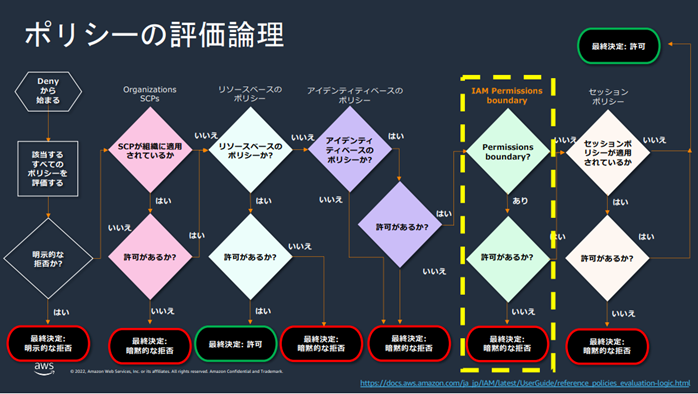 ポリシーの評価論理
最終決定: 許可
Deny
から
始まる
Organizations
SCPs
リソースベースの
ポリシー
アイデンティティベースの
ポリシー
IAM Permissions
boundary
セッション
ポリシー
該当する
すべての
ポリシーを
評価する
SCPが組織に適用
されているか
いいえ
リソースベースの
ポリシーか?
いいえ
アイデンティ
ティベースの
ポリシーか?
はい
Permissions
boundary?
いいえ
セッションポ
リシーが適用
されているか
いいえ
はい
はい
いいえ
あり
はい
明示的な
拒否か?
いいえ
許可があるか?
はい
許可があるか?
いいえ
許可があるか?
はい
許可があるか?
はい
許可があるか?
はい
はい
いいえ
はい
いいえ
いいえ
いいえ
最終決定:
明示的な拒否
最終決定:
暗黙的な拒否
最終決定: 許可
最終決定:
暗黙的な拒否
最終決定:
暗黙的な拒否
最終決定:
暗黙的な拒否
最終決定:
暗黙的な拒否
aws
© 2022, Amazon Web Services, Inc. or its affiliates. All rights reserved. Amazon Confidential and Trademark.
https://docs.aws.amazon.com/ja_jp/IAM/latest/UserGuide/reference_policies_evaluation-logic.html